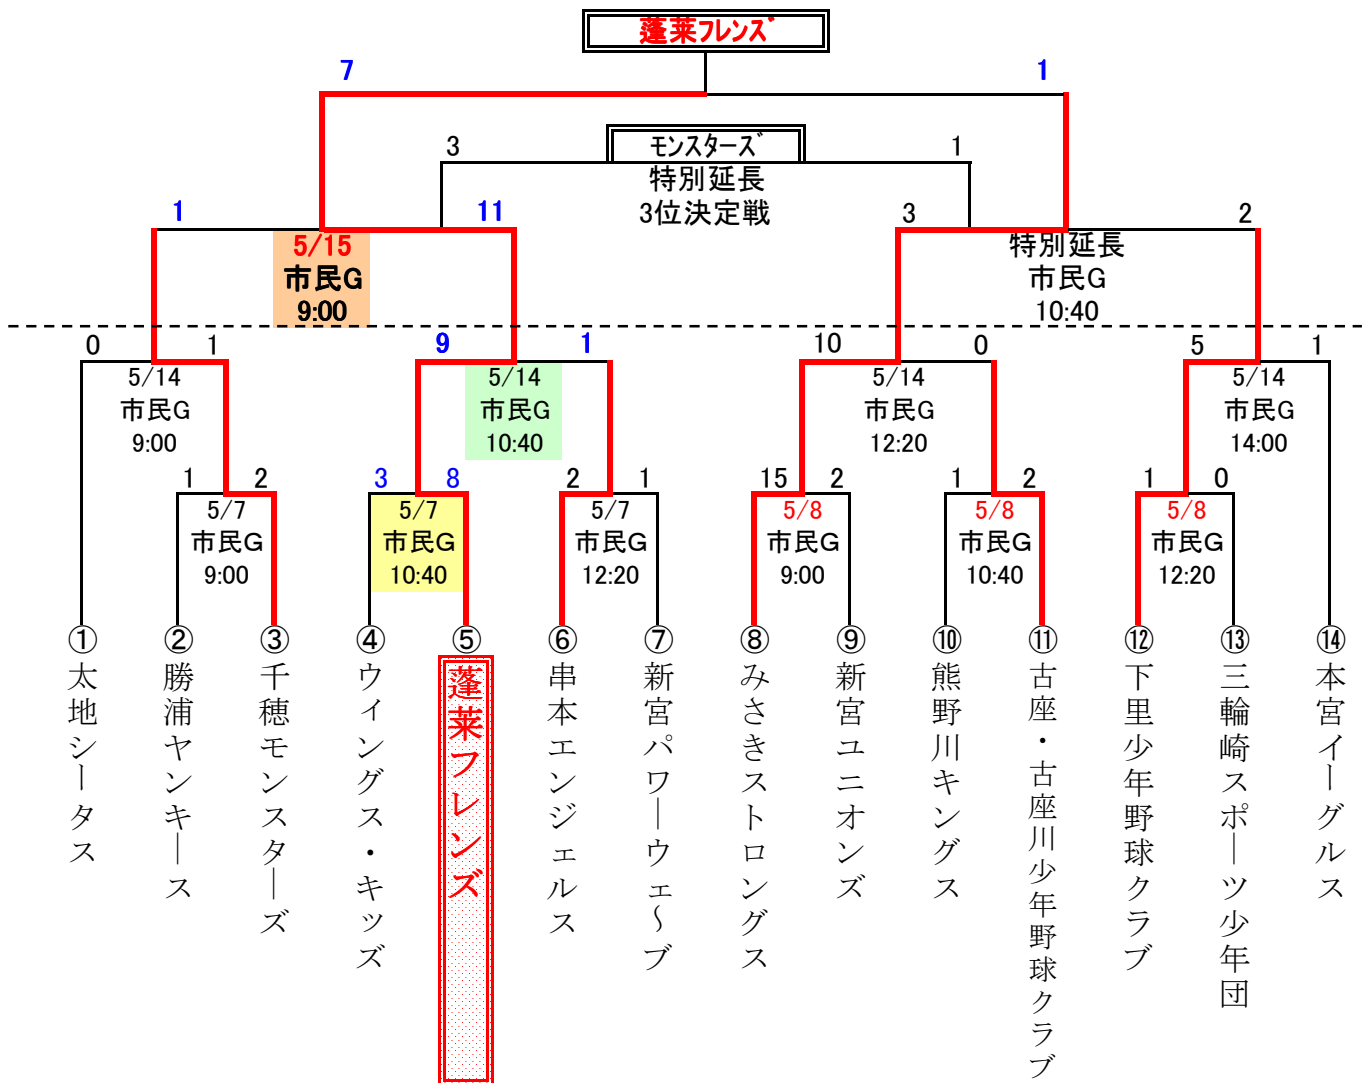 蓬莱フレンズ
7 1
3 モンスターズ 1
特別延長
3位決定戦
1 11 3 2
5/15
市民G
9:00
特別延長
市民G
10:40
0 1 9 1 10 0 5 1
5/14
市民G
9:00
5/14
市民G
10:40
5/14
市民G
12:20
5/14
市民G
14:00
1 2 3 8 2 1 15 2 1 2 1 0
5/7
市民G
9:00
5/7
市民G
10:40
5/7
市民G
12:20
5/8
市民G
9:00
5/8
市民G
10:40
5/8
市民G
12:20
①太地シータス
②勝浦ヤンキース
③千穂モンスターズ
④ウィングス・キッズ
⑤蓬莱フレンズ
⑥串本エンジェルス
⑦新宮パワーウェ～ブ
⑧みさきストロングス
⑨新宮ユニオンズ
⑩熊野川キングス
⑪古座・古座川少年野球クラブ
⑫下里少年野球クラブ
⑬三輪崎スポーツ少年団
⑭本宮イーグルス